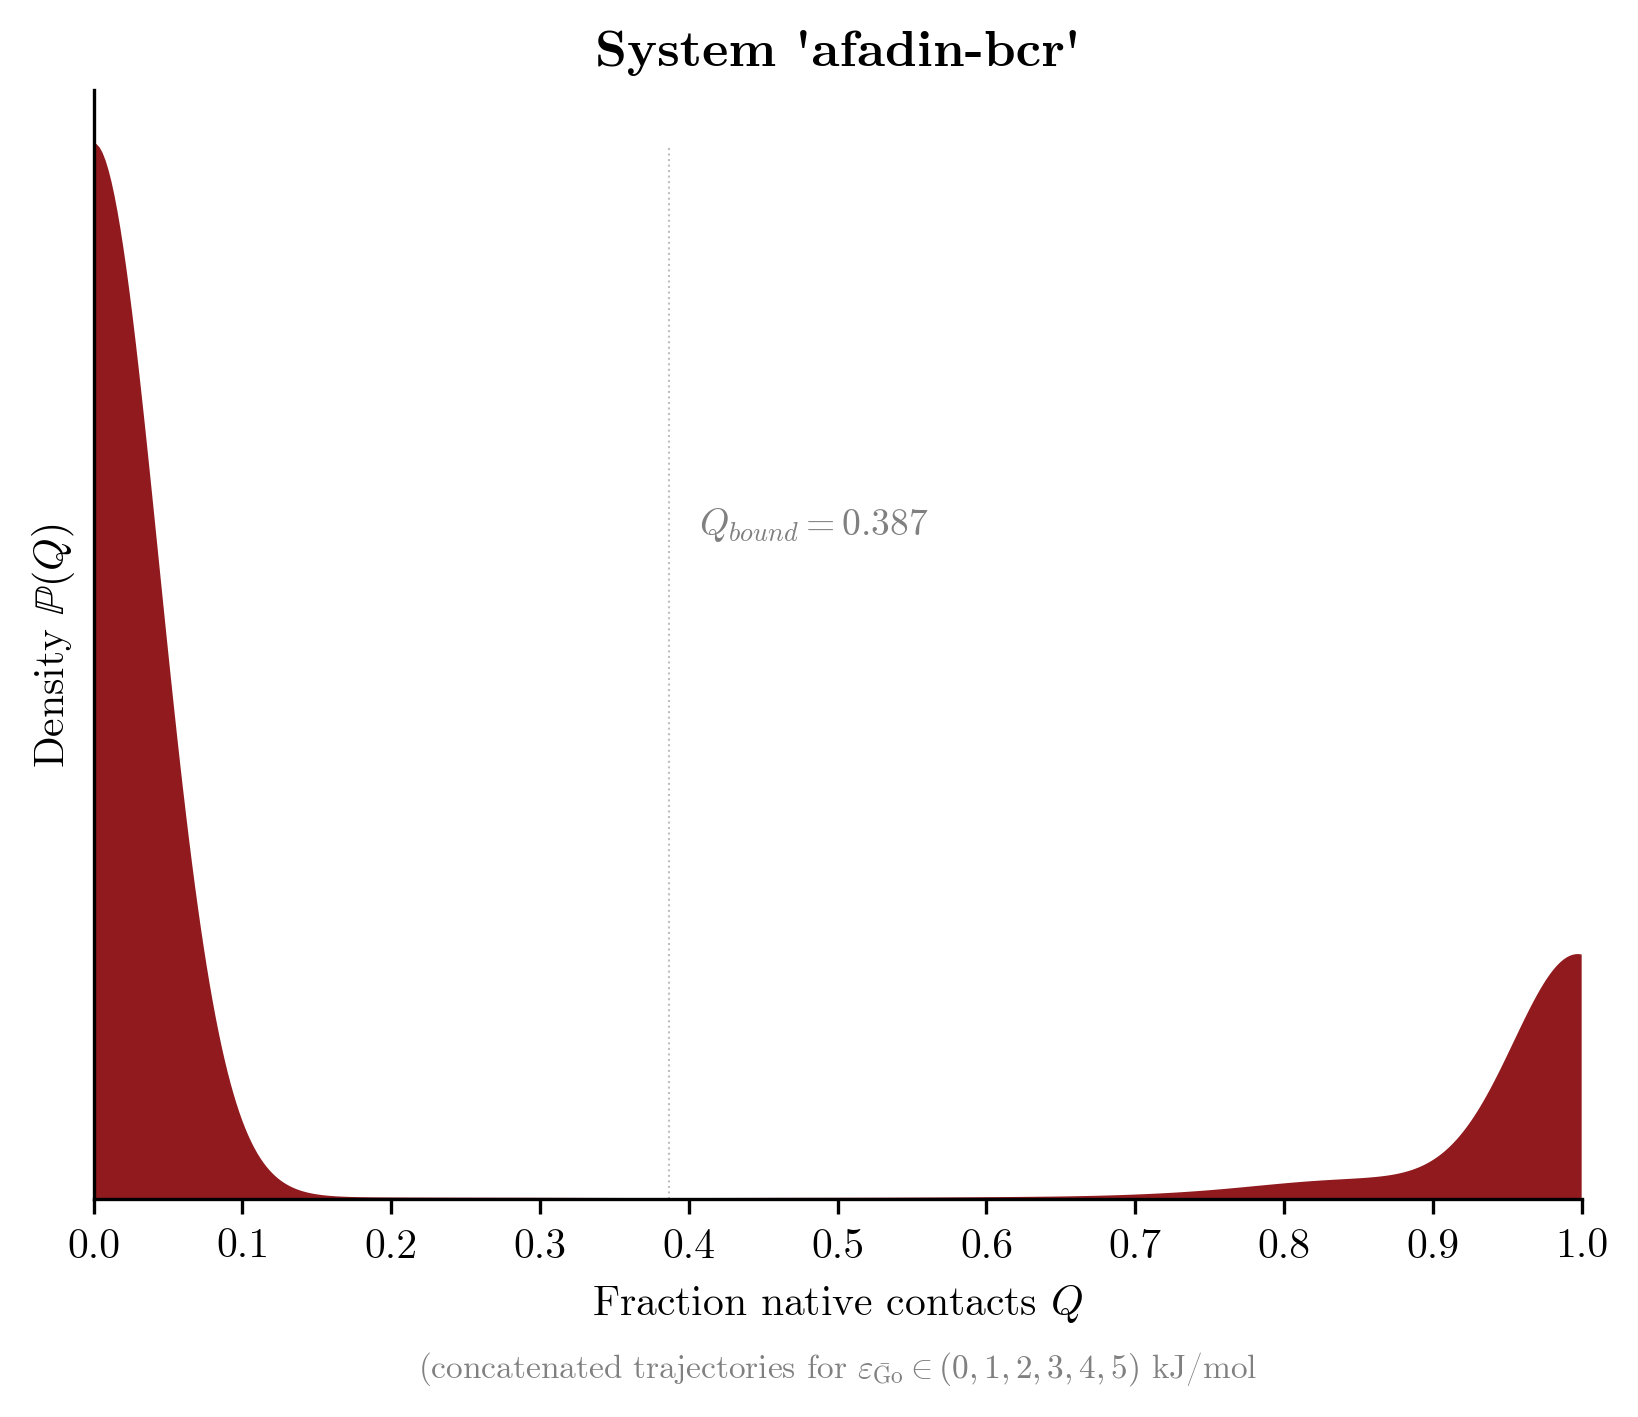 System 'afadin-bcr'
Density ℙ(Q)
Q_bound = 0.387
0.0 0.1 0.2 0.3 0.4 0.5 0.6 0.7 0.8 0.9 1.0
Fraction native contacts Q
(concatenated trajectories for ε_Ḡo ∈ (0, 1, 2, 3, 4, 5) kJ/mol